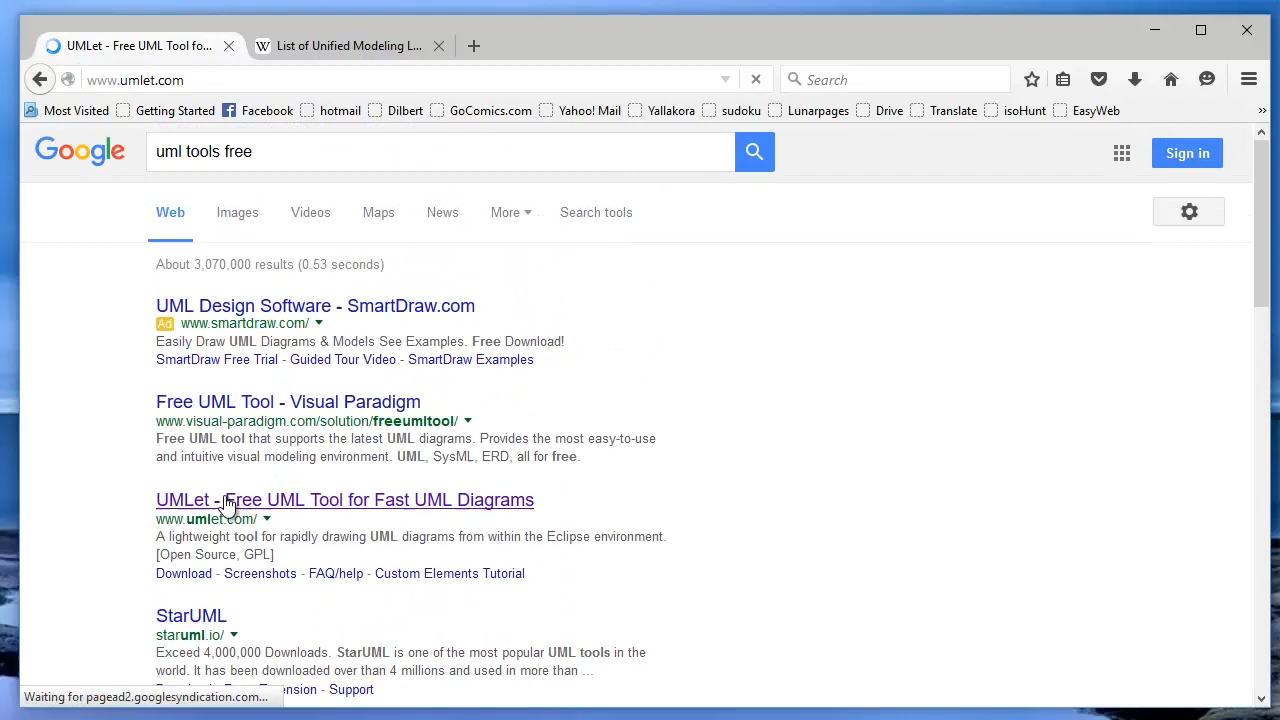 UMLet - Free UML Tool fo...
List of Unified Modeling L...
www.umlet.com
Search
Most Visited Getting Started Facebook hotmail Dilbert GoComics.com Yahoo! Mail Yallakora sudoku Lunarpages Drive Translate isoHunt EasyWeb »
Google uml tools free Sign in
Web Images Videos Maps News More Search tools
About 3,070,000 results (0.53 seconds)
UML Design Software - SmartDraw.com
Ad www.smartdraw.com/
Easily Draw UML Diagrams & Models See Examples. Free Download!
SmartDraw Free Trial - Guided Tour Video - SmartDraw Examples
Free UML Tool - Visual Paradigm
www.visual-paradigm.com/solution/freeumltool/
Free UML tool that supports the latest UML diagrams. Provides the most easy-to-use
and intuitive visual modeling environment. UML, SysML, ERD, all for free.
UMLet - Free UML Tool for Fast UML Diagrams
www.umlet.com/
A lightweight tool for rapidly drawing UML diagrams from within the Eclipse environment.
[Open Source, GPL]
Download - Screenshots - FAQ/help - Custom Elements Tutorial
StarUML
staruml.io/
Exceed 4,000,000 Downloads. StarUML is one of the most popular UML tools in the
world. It has been downloaded over than 4 millions and used in more than ...
- Support
Waiting for pagead2.googlesyndication.com...